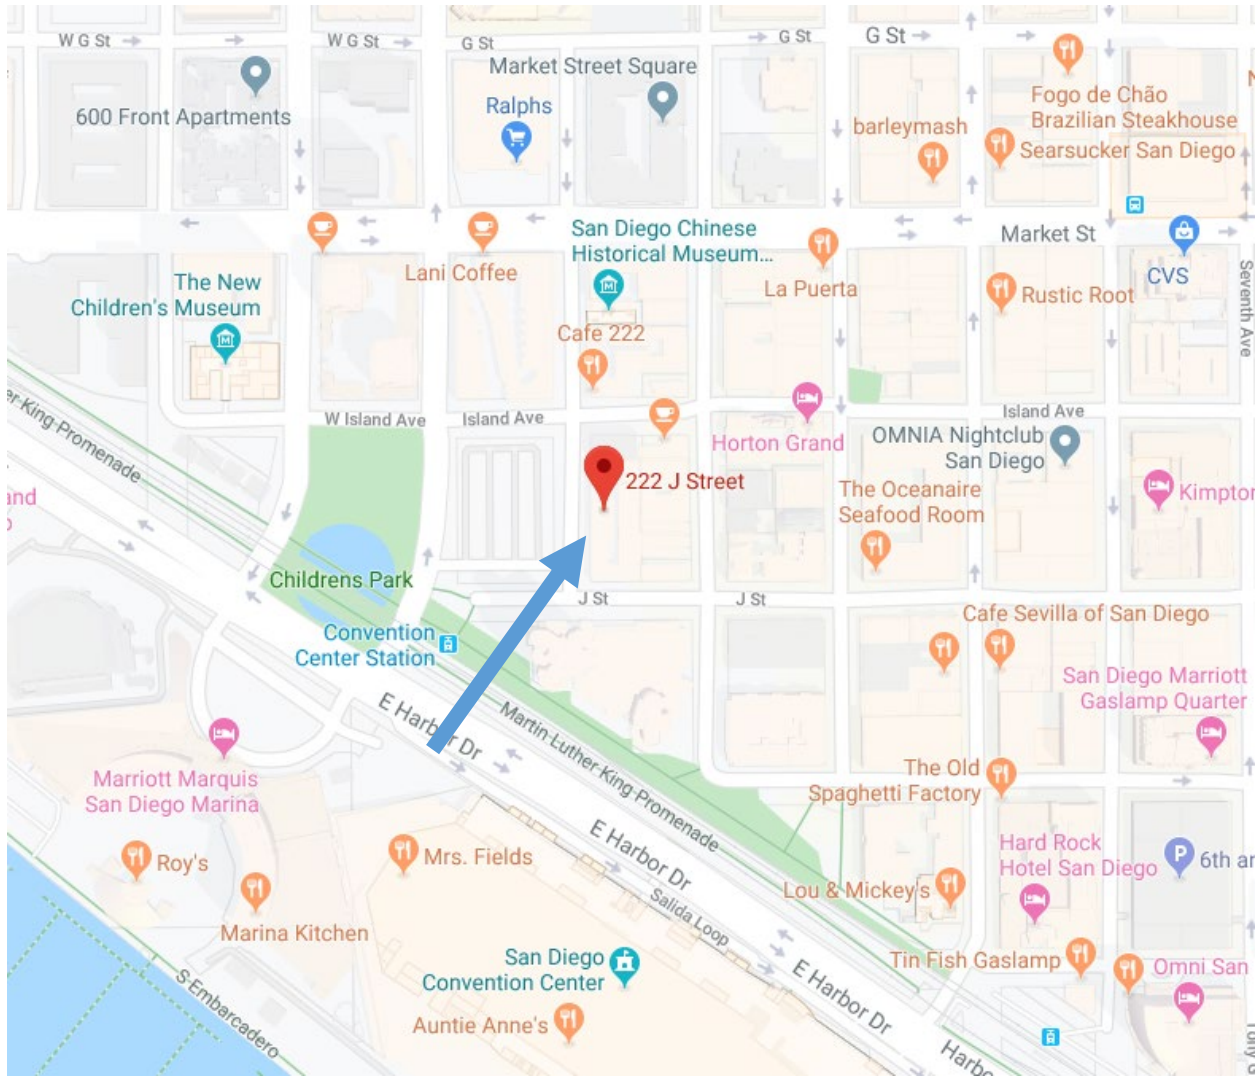 W G St
W G St
G St
G St
G St
Market Street Square
Ralphs
600 Front Apartments
barleymash
Fogo de Chão
Brazilian Steakhouse
Searsucker San Diego
Market St
San Diego Chinese
Historical Museum...
Lani Coffee
La Puerta
CVS
Seventh Ave
The New
Children's Museum
Rustic Root
Cafe 222
W Island Ave
Island Ave
Island Ave
Horton Grand
OMNIA Nightclub
San Diego
King Promenade
222 J Street
The Oceanaire
Seafood Room
Kimpton
Childrens Park
J St
J St
Convention
Center Station
Cafe Sevilla of San Diego
San Diego Marriott
Gaslamp Quarter
E Harbor Dr
Martin Luther King Promenade
Marriott Marquis
San Diego Marina
The Old
Spaghetti Factory
E Harbor Dr
Mrs. Fields
Roy's
Hard Rock
Hotel San Diego
P
6th
Lou & Mickey's
Salida Loop
Marina Kitchen
San Diego
Convention Center
Tin Fish Gaslamp
Omni San
E Harbor Dr
S Embarcadero
Auntie Anne's
Harbo